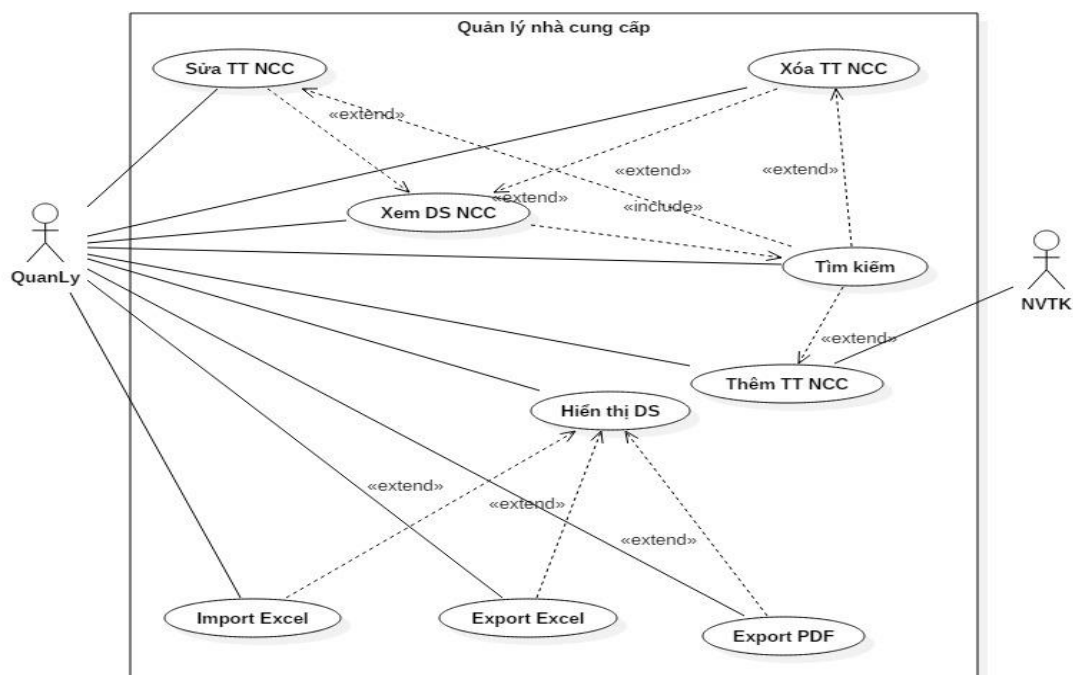 Quản lý nhà cung cấp
Sửa TT NCC
Xóa TT NCC
«extend»
«extend»
«extend»
«extend»
«include»
Xem DS NCC
QuanLy
Tìm kiếm
NVTK
«extend»
Thêm TT NCC
Hiển thị DS
«extend»
«extend»
«extend»
Import Excel
Export Excel
Export PDF